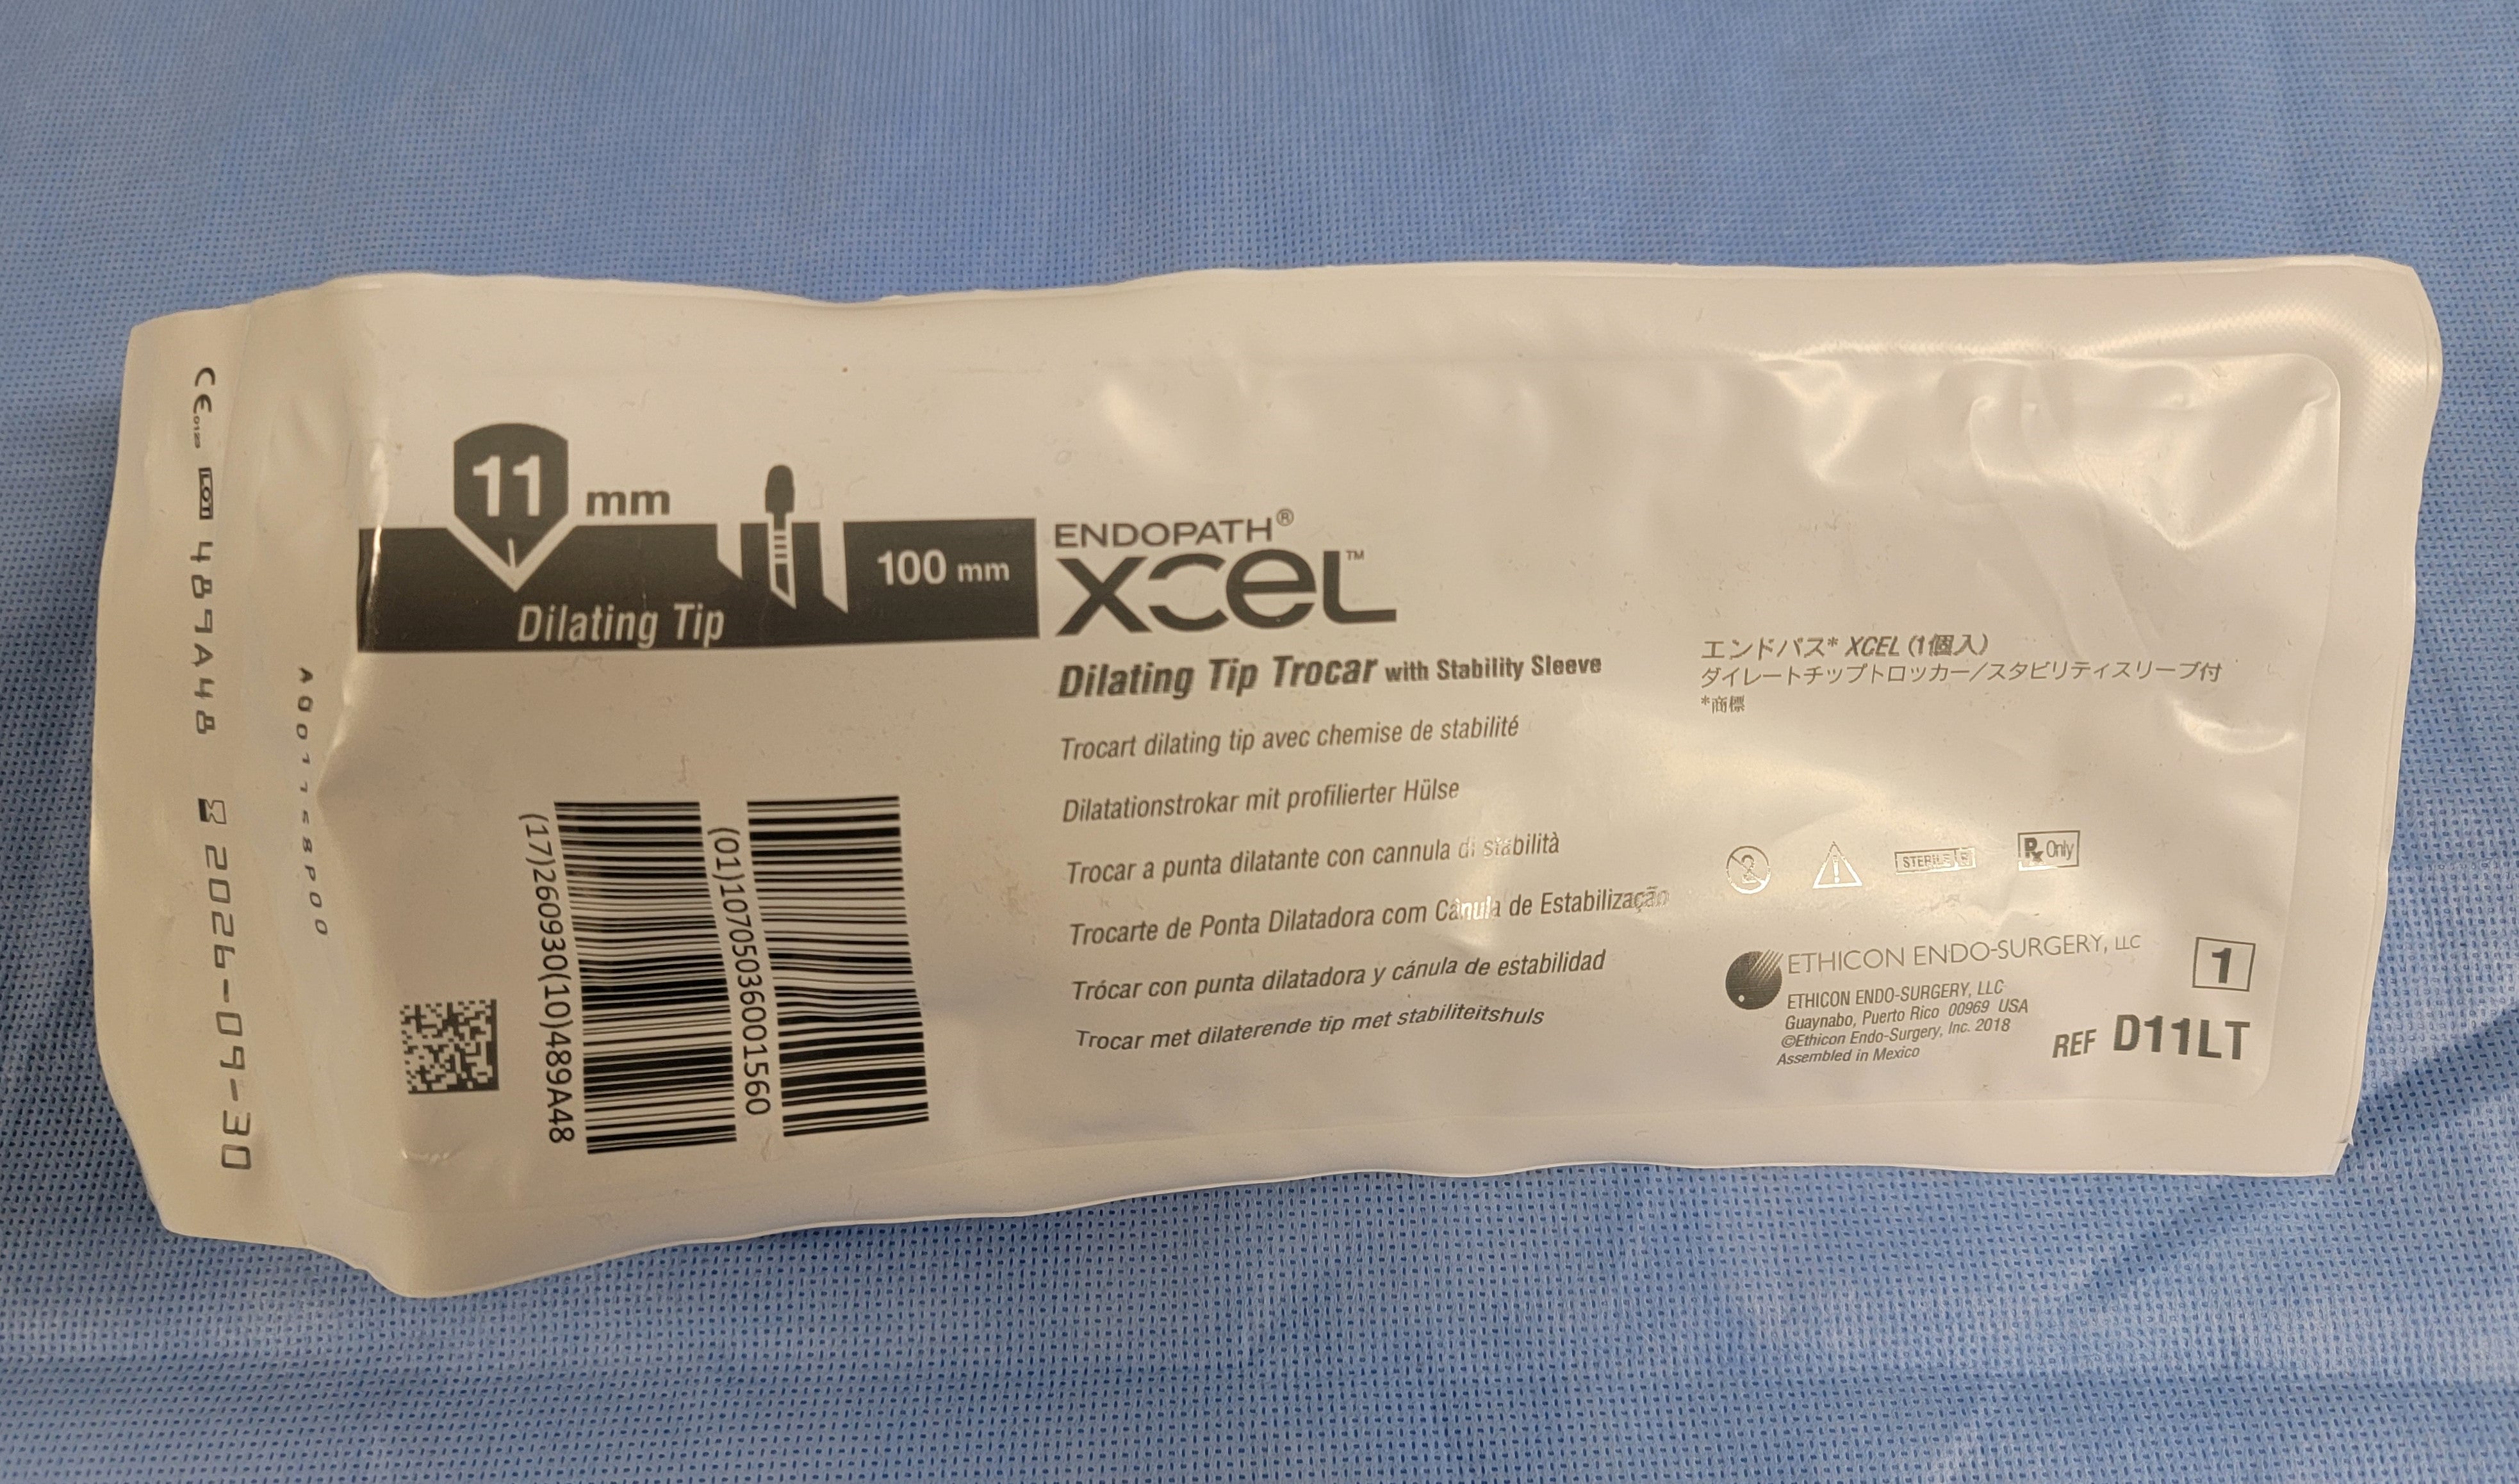 CE 0123 LOT 489A48 2026-09-30
11 mm
100 mm
Dilating Tip
(17)260930(10)489A48
(01)10705036001560
ENDOPATH®
XCEL™
Dilating Tip Trocar with Stability Sleeve
Trocart dilating tip avec chemise de stabilité
Dilatationstrokar mit profilierter Hülse
Trocar a punta dilatante con cannula di stabilità
Trocarte de Ponta Dilatadora com Cânula de Estabilização
Trócar con punta dilatadora y cánula de estabilidad
Trocar met dilaterende tip met stabiliteitshuls
エンドパス* XCEL (1個入)
ダイレートチップトロッカー/スタビリティスリーブ付
*商標
2
STERILE R
Rx Only
ETHICON ENDO-SURGERY, LLC
ETHICON ENDO-SURGERY, LLC
Guaynabo, Puerto Rico 00969 USA
©Ethicon Endo-Surgery, Inc. 2018
Assembled in Mexico
1
REF D11LT